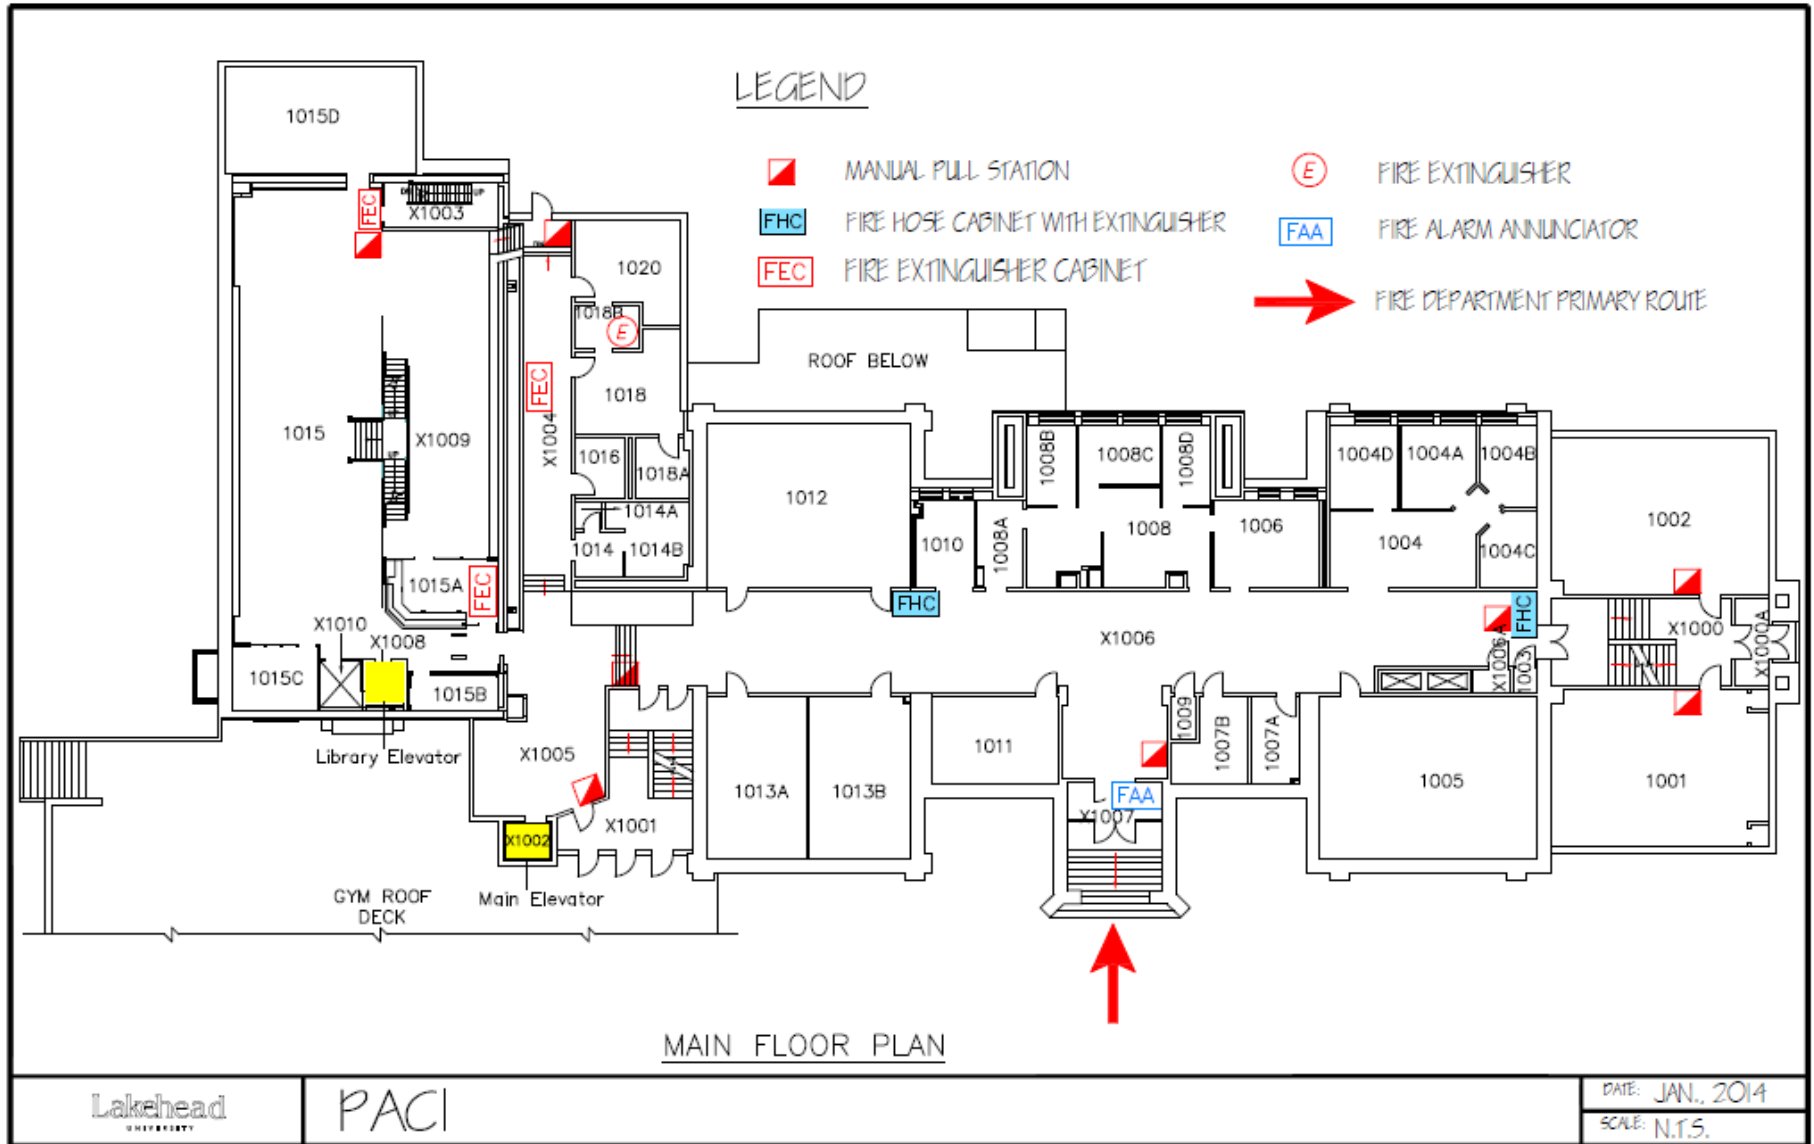 LEGEND
MANUAL PULL STATION
FHC FIRE HOSE CABINET WITH EXTINGUISHER
FEC FIRE EXTINGUISHER CABINET
E FIRE EXTINGUISHER
FAA FIRE ALARM ANNUNCIATOR
FIRE DEPARTMENT PRIMARY ROUTE
1015D
FEC
DN
UP
X1003
1020
1018B
E
ROOF BELOW
FEC
1018
X1004
1015
X1009
UP
1016
1018A
1014A
1014
1014B
1012
1008B
1008C
1008D
1004D
1004A
1004B
1002
1010
1008A
1008
1006
1004
1004C
1015A
FEC
FHC
FHC
X1010
X1008
X1006
X1006A
1003
X1000
X1000A
1015C
1015B
Library Elevator
X1005
1009
1007B
1007A
1011
1013A
1013B
1005
1001
FAA
X1007
X1001
X1002
GYM ROOF
DECK
Main Elevator
MAIN FLOOR PLAN
Lakehead
UNIVERSITY
PACI
DATE: JAN., 2014
SCALE: N.T.S.